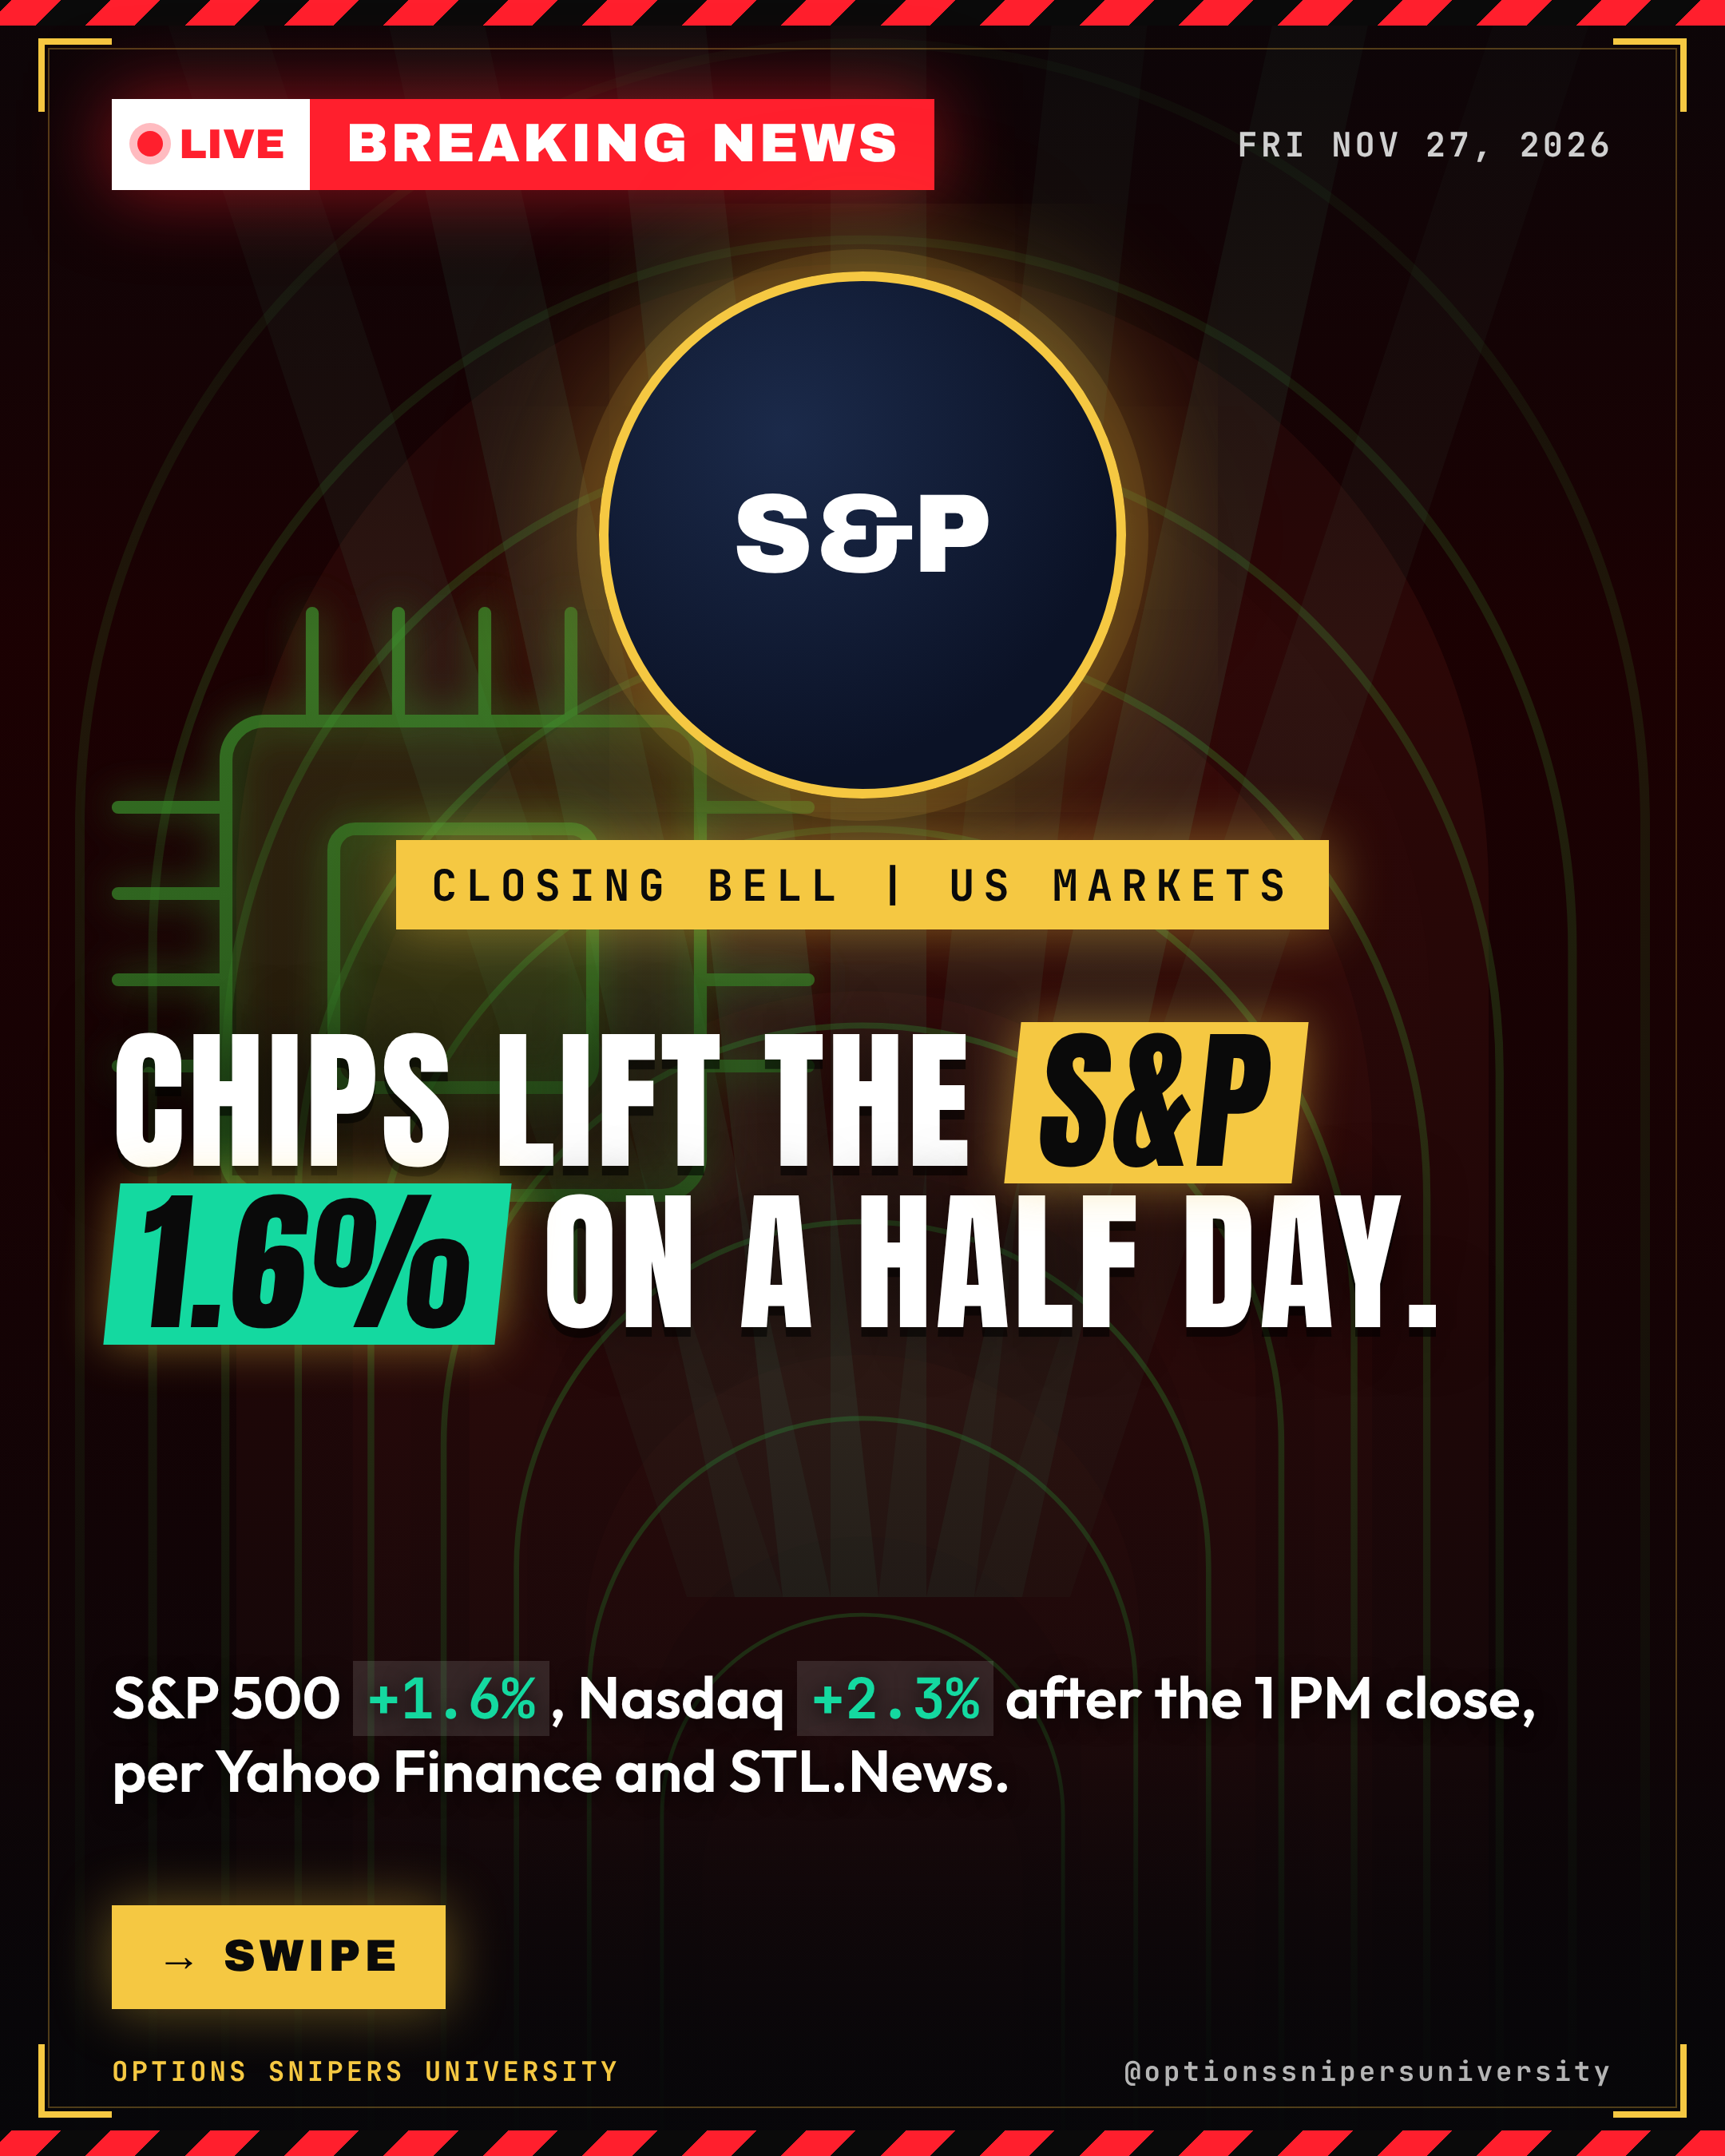 LIVE BREAKING NEWS
FRI NOV 27, 2026
S&P
CLOSING BELL | US MARKETS
CHIPS LIFT THE S&P
1.6% ON A HALF DAY.
S&P 500 +1.6%, Nasdaq +2.3% after the 1 PM close,
per Yahoo Finance and STL.News.
→ SWIPE
OPTIONS SNIPERS UNIVERSITY
@optionssnipersuniversity